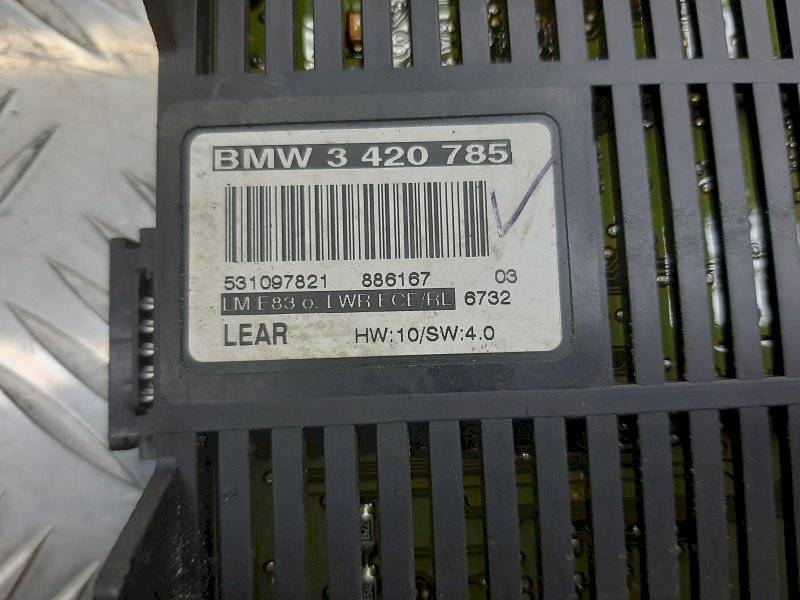 BMW 3 420 785
531097821 886167 03
LM E83 o. LWR ECE/RL 6732
LEAR HW:10/SW:4.0